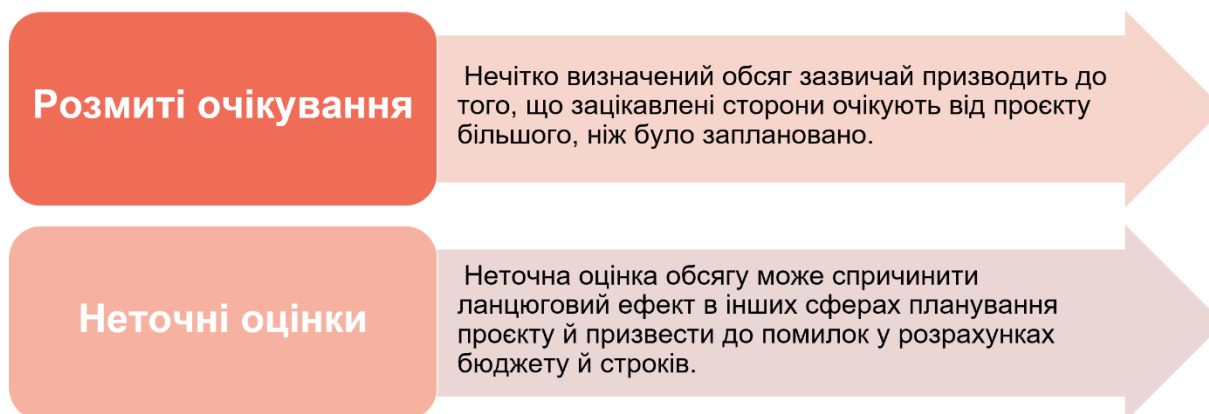 Розмиті очікування
Нечітко визначений обсяг зазвичай призводить до
того, що зацікавлені сторони очікують від проєкту
більшого, ніж було заплановано.
Неточні оцінки
Неточна оцінка обсягу може спричинити
ланцюговий ефект в інших сферах планування
проєкту й призвести до помилок у розрахунках
бюджету й строків.